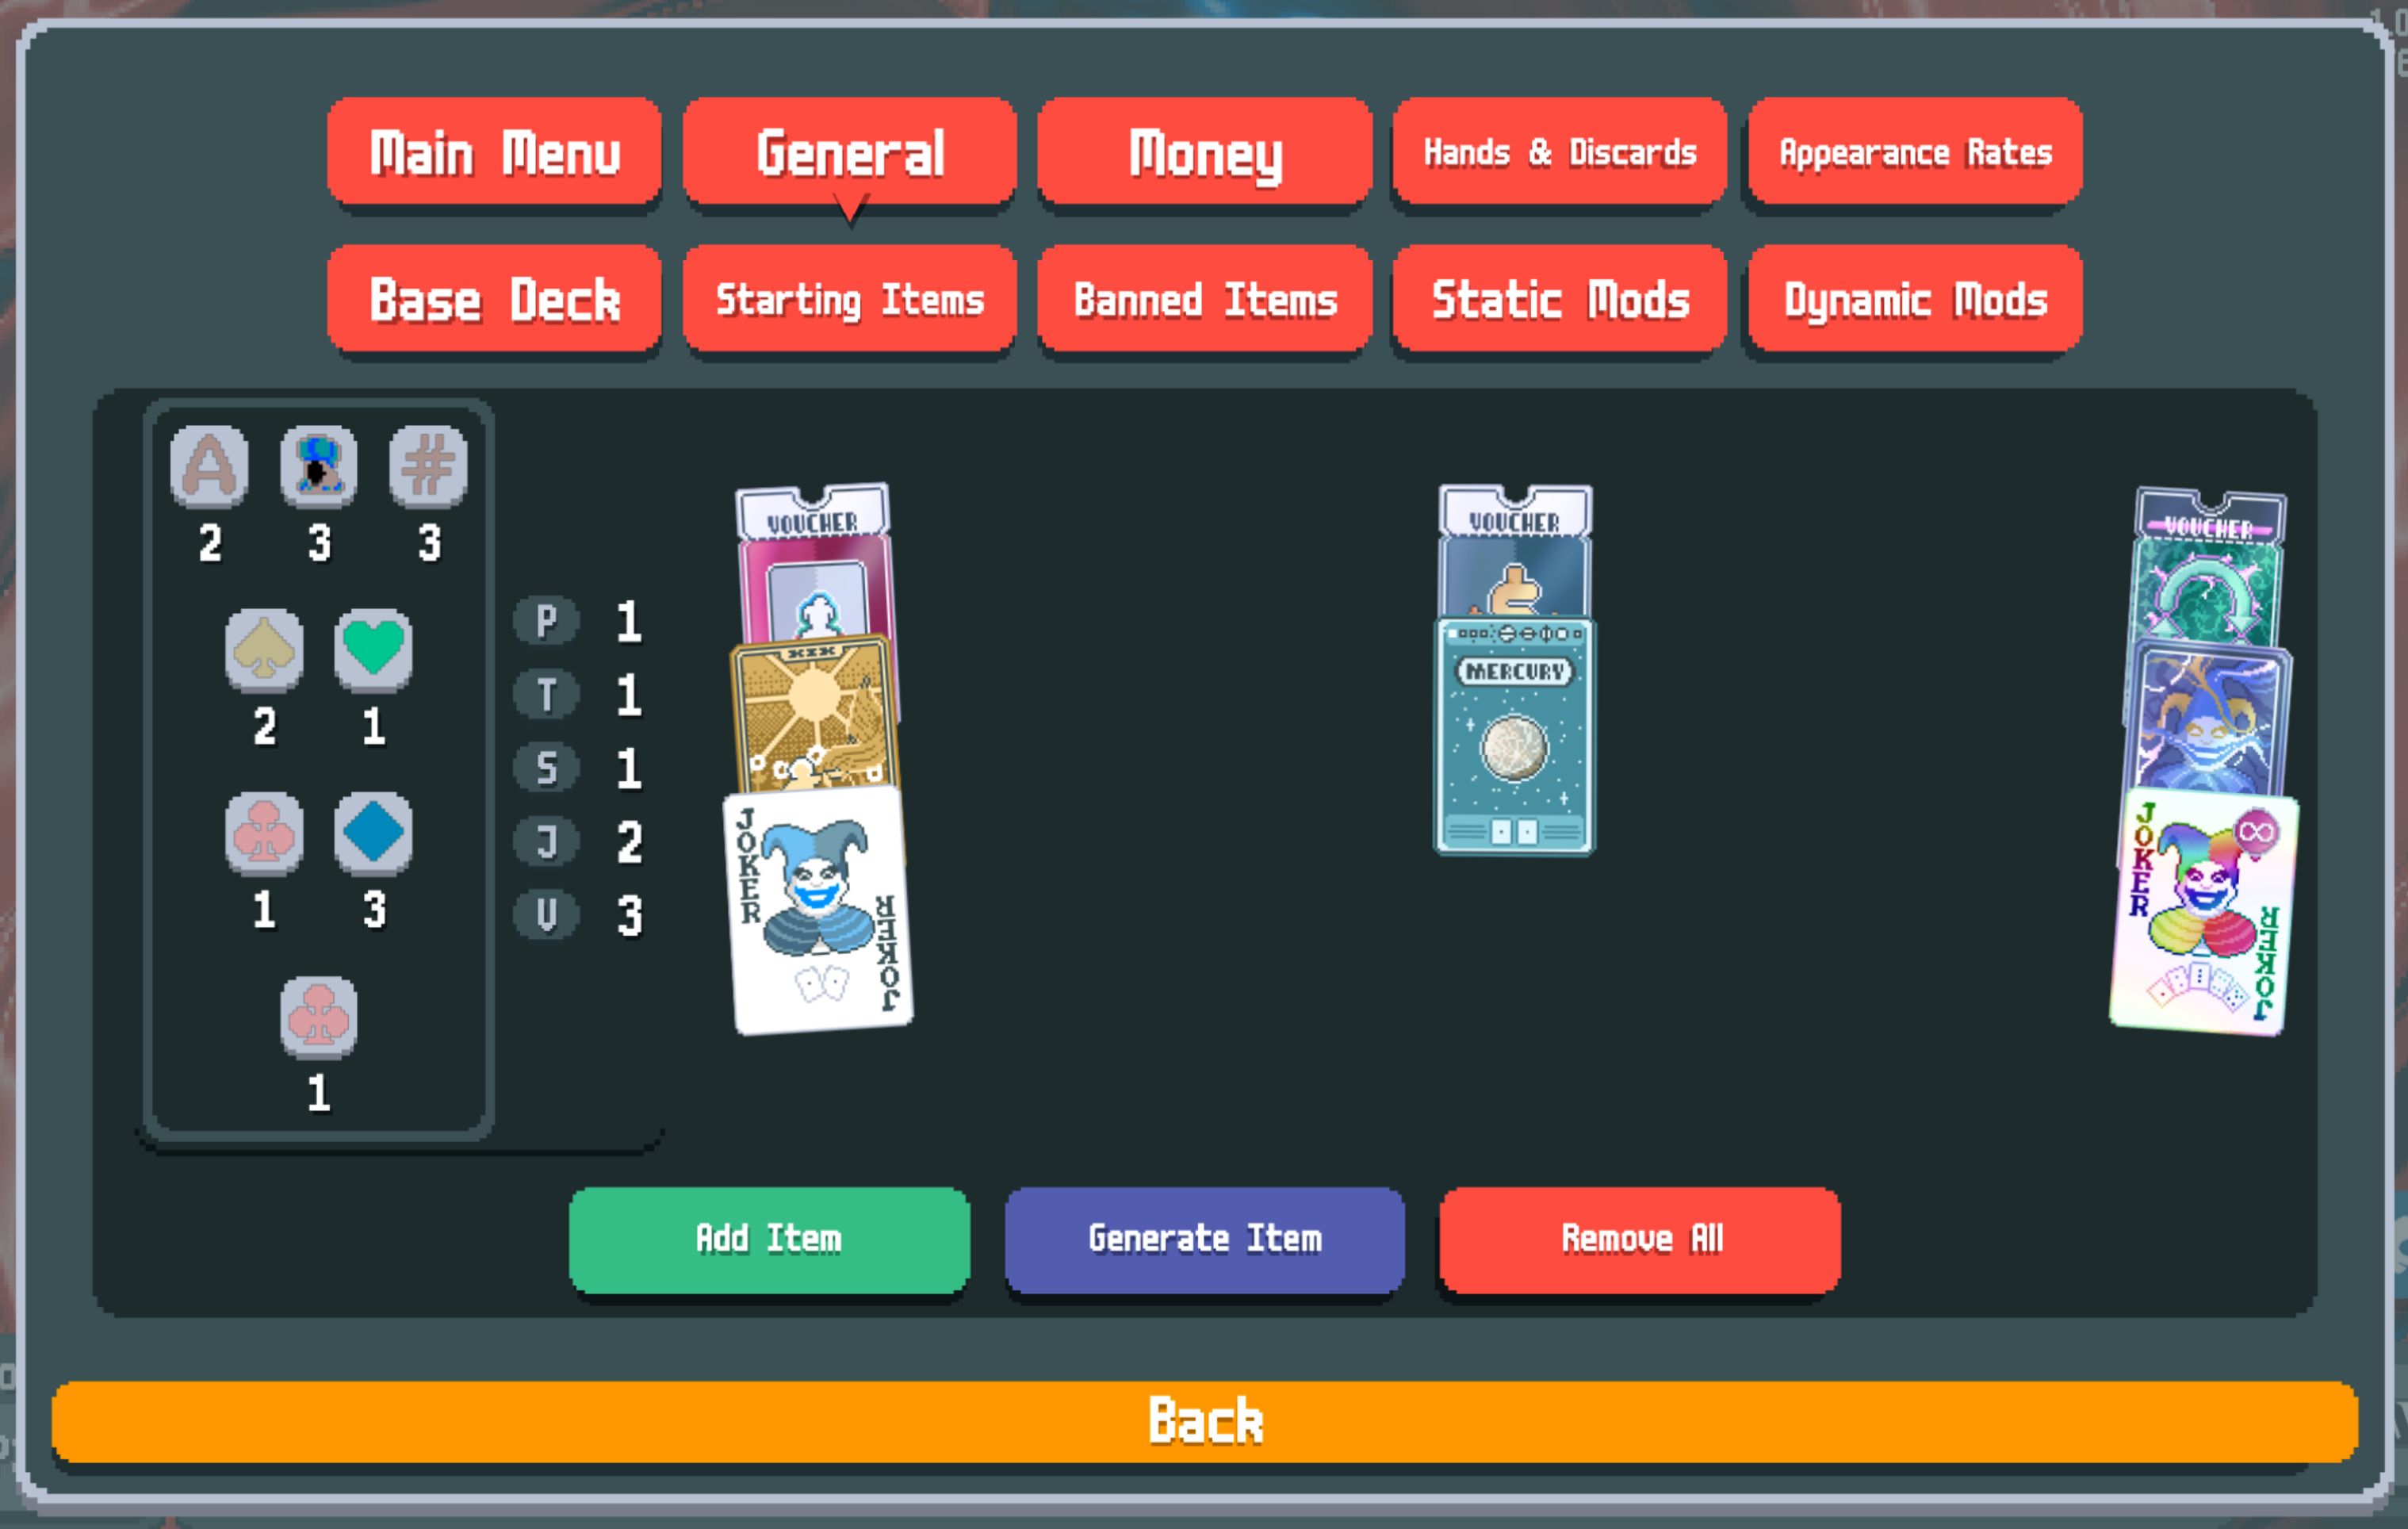 Main Menu
General
Money
Hands & Discards
Appearance Rates
Base Deck
Starting Items
Banned Items
Static Mods
Dynamic Mods
A
#
2
3
3
2
1
1
3
1
P 1
T 1
S 1
J 2
V 3
VOUCHER
XIX
JOKER
JOKER
VOUCHER
MERCURY
VOUCHER
JOKER
JOKER
Add Item
Generate Item
Remove All
Back